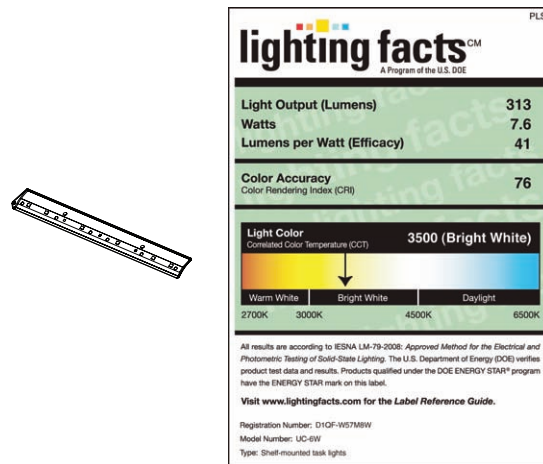 PLS
lighting facts CM
A Program of the U.S. DOE
Light Output (Lumens) 313
Watts 7.6
Lumens per Watt (Efficacy) 41
Color Accuracy 76
Color Rendering Index (CRI)
Light Color
Correlated Color Temperature (CCT) 3500 (Bright White)
Warm White Bright White Daylight
2700K 3000K 4500K 6500K
All results are according to IESNA LM-79-2008: Approved Method for the Electrical and
Photometric Testing of Solid-State Lighting. The U.S. Department of Energy (DOE) verifies
product test data and results. Products qualified under the DOE ENERGY STAR® program
have the ENERGY STAR mark on this label.
Visit www.lightingfacts.com for the Label Reference Guide.
Registration Number: D1QF-W57M8W
Model Number: UC-6W
Type: Shelf-mounted task lights